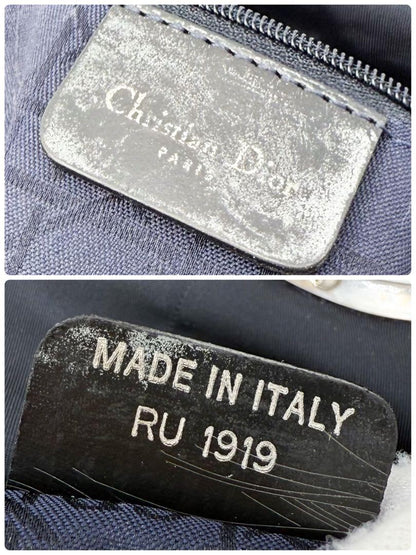 Christian Dior
PARIS
MADE IN ITALY
RU 1919